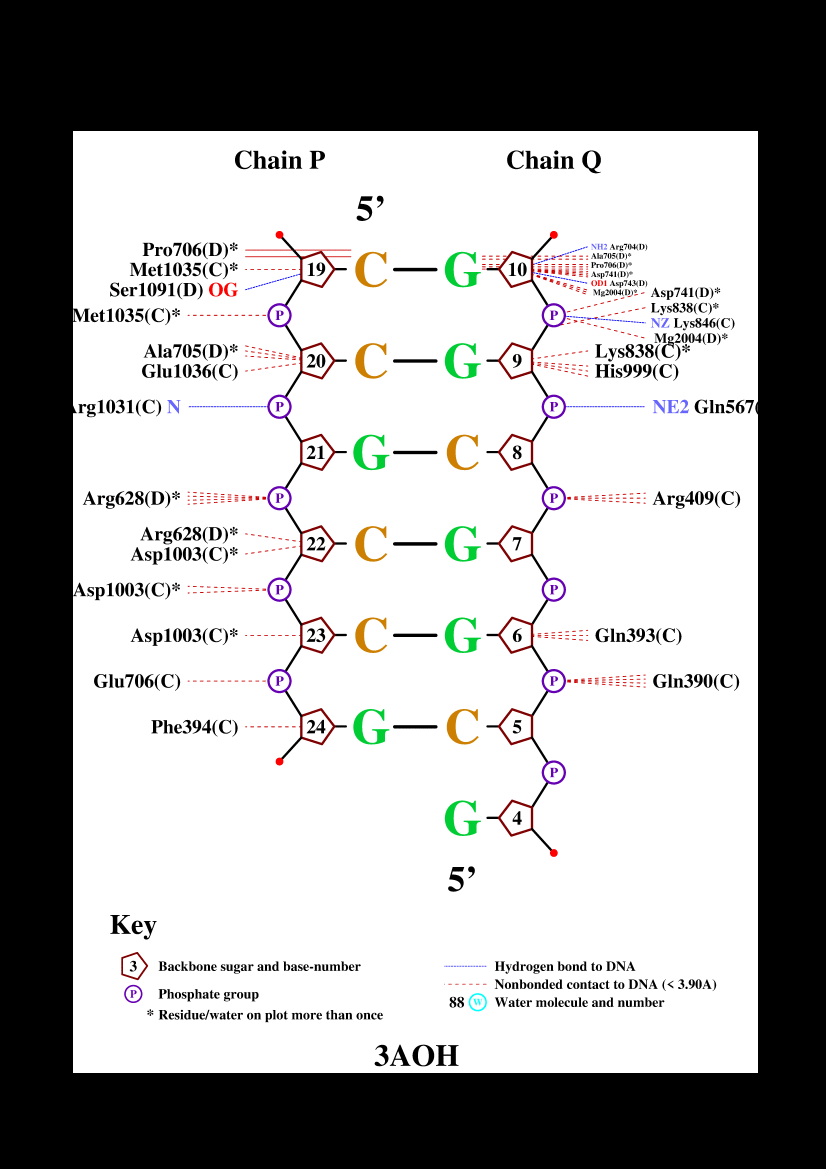 Chain P Chain Q
5’
Pro706(D)*
Met1035(C)* 19 C G 10
Ser1091(D) OG
NH2 Arg704(D)
Ala705(D)*
Pro706(D)*
Asp741(D)*
OD1 Asp743(D)
Mg2004(D)*
Met1035(C)* P P
Asp741(D)*
Lys838(C)*
NZ Lys846(C)
Mg2004(D)*
Ala705(D)*
Glu1036(C)
20 C G 9
Lys838(C)*
His999(C)
Arg1031(C) N P P NE2 Gln567(
21 G C 8
Arg628(D)* P P Arg409(C)
Arg628(D)*
Asp1003(C)*
22 C G 7
Asp1003(C)* P P
Asp1003(C)* 23 C G 6 Gln393(C)
Glu706(C) P P Gln390(C)
Phe394(C) 24 G C 5
P
G 4
5’
Key
3 Backbone sugar and base-number
P Phosphate group
* Residue/water on plot more than once
Hydrogen bond to DNA
Nonbonded contact to DNA (< 3.90A)
88 W Water molecule and number
3AOH